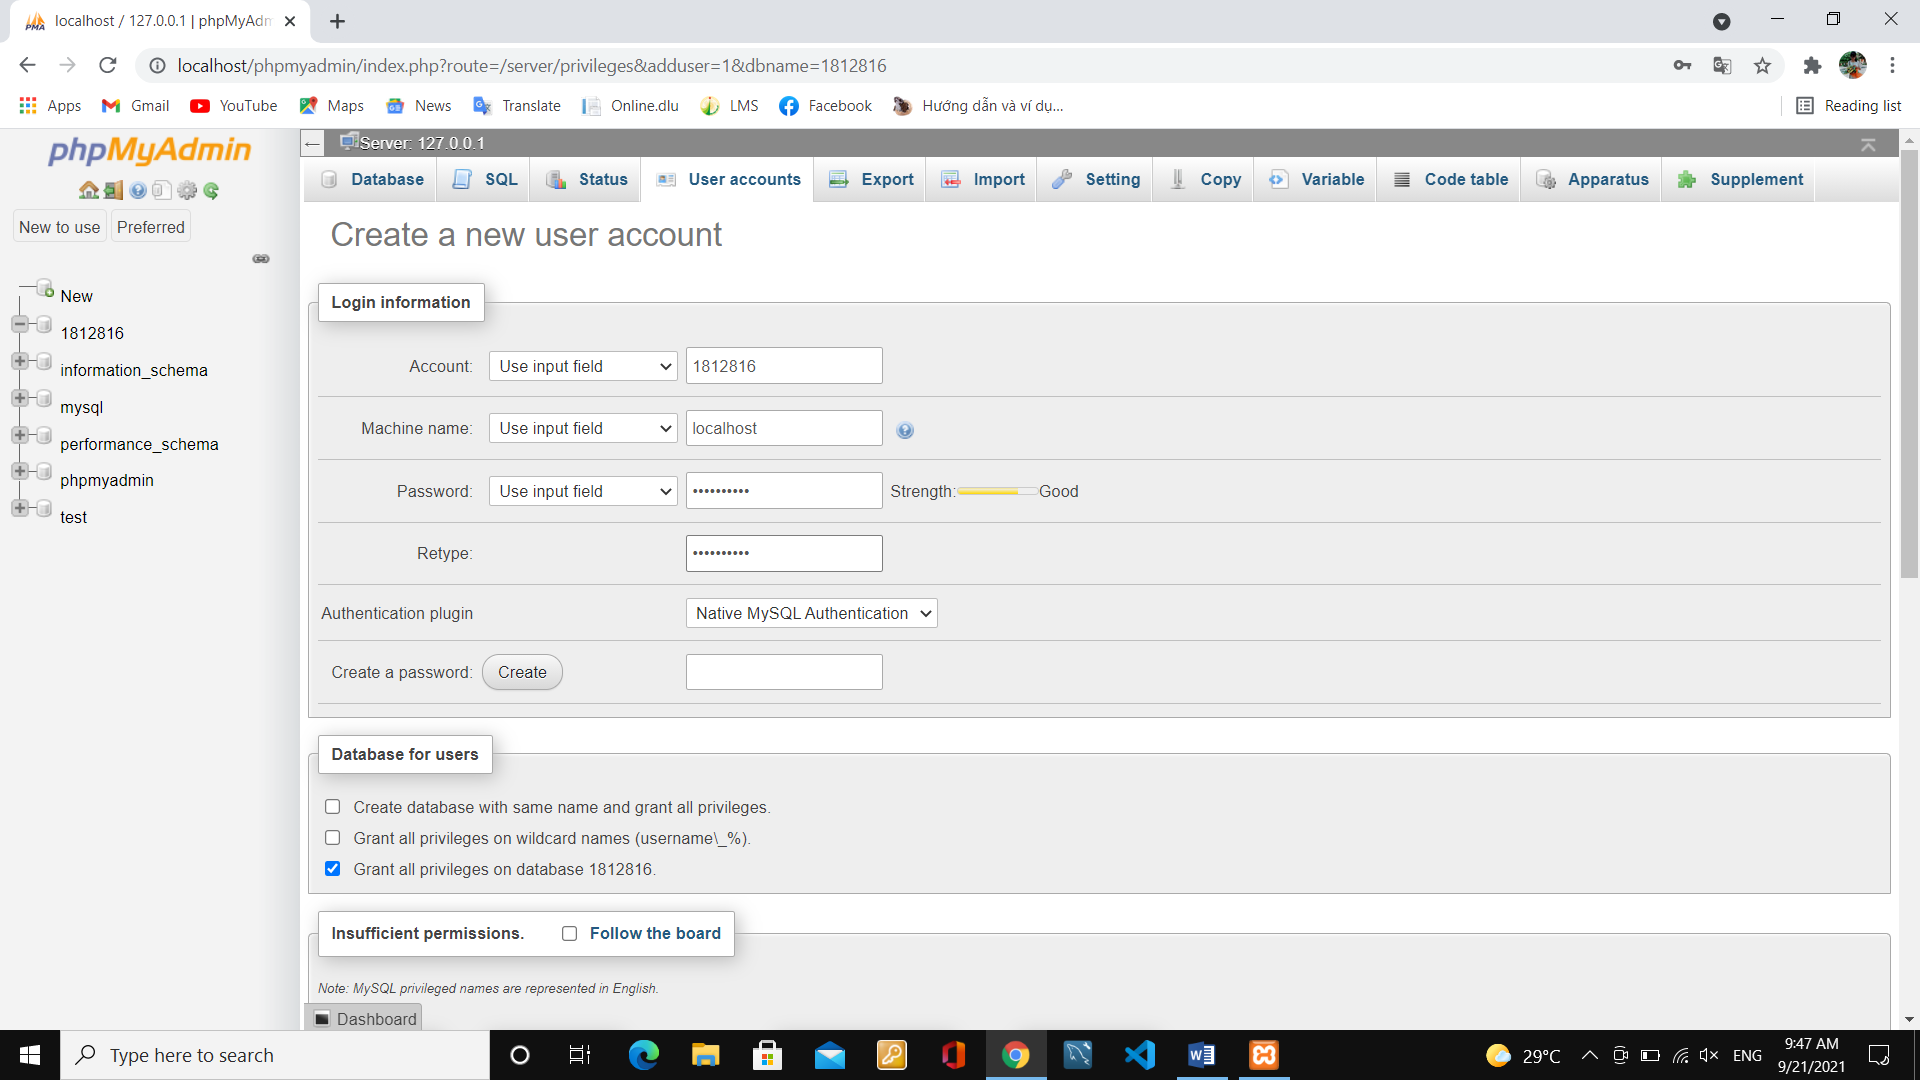 localhost / 127.0.0.1 | phpMyAdm
localhost/phpmyadmin/index.php?route=/server/privileges&adduser=1&dbname=1812816
Apps Gmail YouTube Maps News Translate Online.dlu LMS Facebook Hướng dẫn và ví dụ... Reading list
phpMyAdmin
New to use Preferred
New
1812816
information_schema
mysql
performance_schema
phpmyadmin
test
Server: 127.0.0.1
Database SQL Status User accounts Export Import Setting Copy Variable Code table Apparatus Supplement
Create a new user account
Login information
Account: Use input field 1812816
Machine name: Use input field localhost
Password: Use input field •••••••••• Strength: Good
Retype: ••••••••••
Authentication plugin Native MySQL Authentication
Create a password: Create
Database for users
Create database with same name and grant all privileges.
Grant all privileges on wildcard names (username\_%).
Grant all privileges on database 1812816.
Insufficient permissions. Follow the board
Note: MySQL privileged names are represented in English.
Dashboard
Type here to search
29°C ENG
9:47 AM
9/21/2021